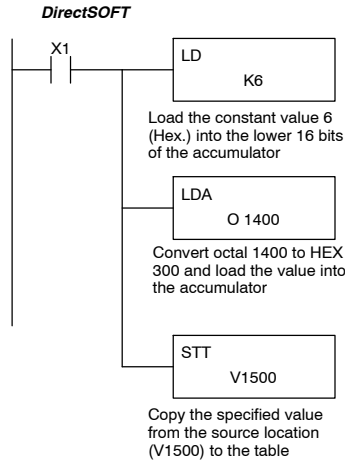 DirectSOFT
X1
LD
K6
Load the constant value 6
(Hex.) into the lower 16 bits
of the accumulator
LDA
O 1400
Convert octal 1400 to HEX
300 and load the value into
the accumulator
STT
V1500
Copy the specified value
from the source location
(V1500) to the table